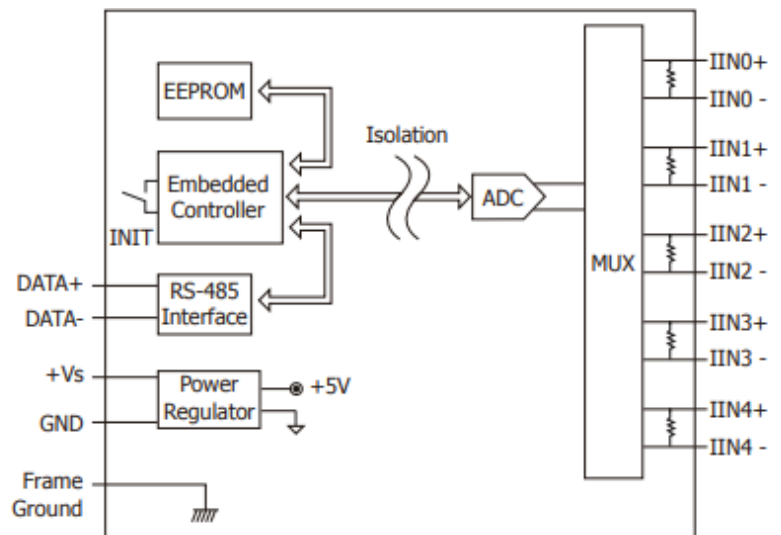 EEPROM
Isolation
Embedded
Controller
INIT
ADC
MUX
IIN0+
IIN0 -
IIN1+
IIN1 -
IIN2+
IIN2 -
IIN3+
IIN3 -
IIN4+
IIN4 -
DATA+
DATA-
RS-485
Interface
+Vs
GND
Power
Regulator
+5V
Frame
Ground